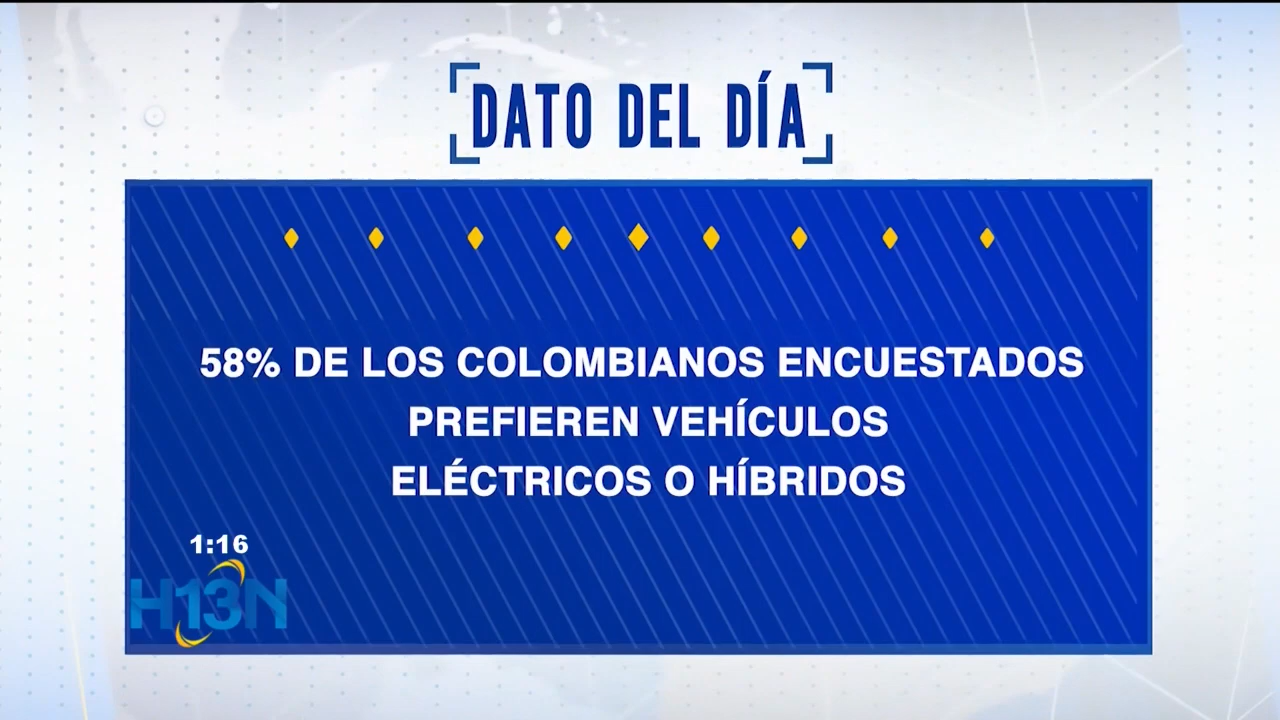 DATO DEL DÍA
58% DE LOS COLOMBIANOS ENCUESTADOS
PREFIEREN VEHÍCULOS
ELÉCTRICOS O HÍBRIDOS
1:16
H13N